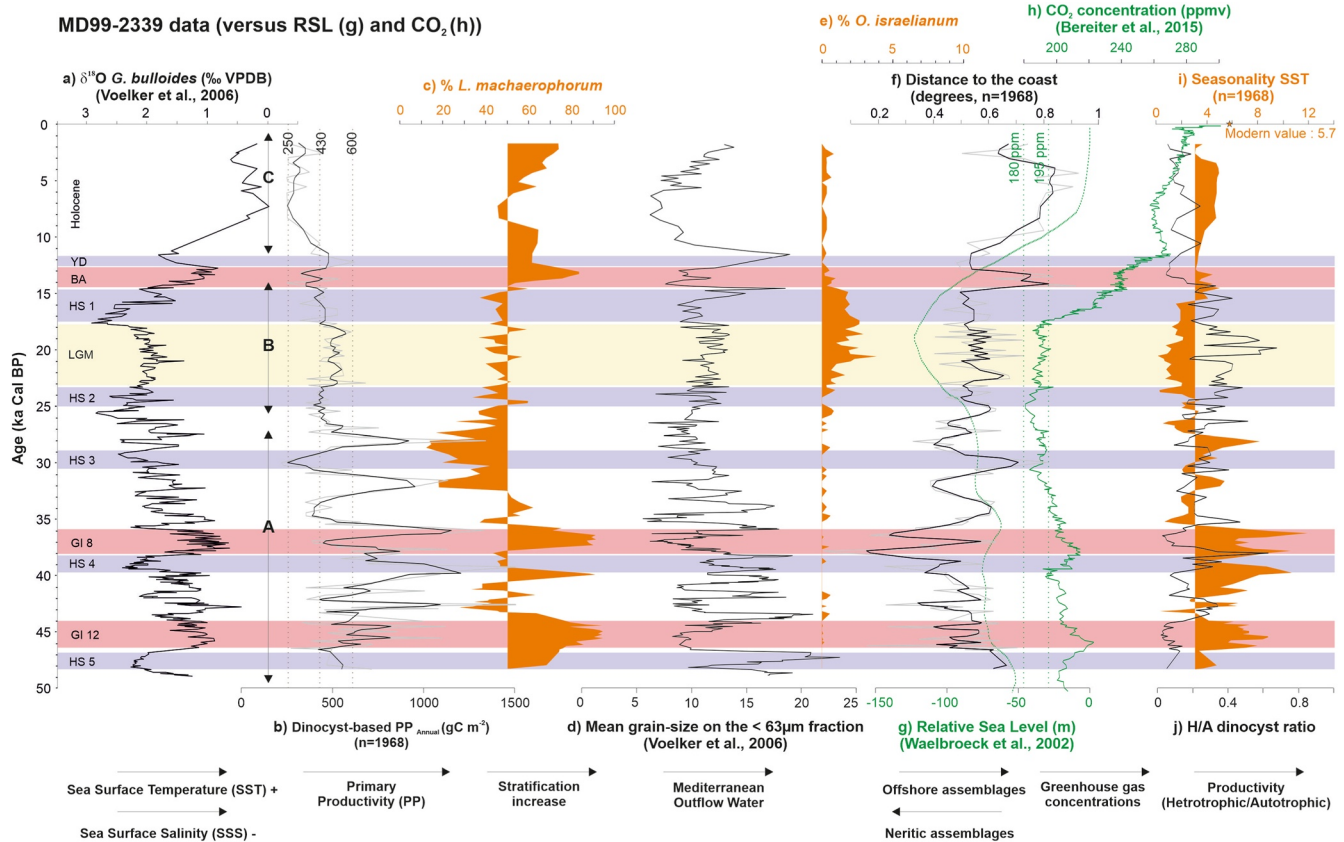 MD99-2339 data (versus RSL (g) and CO₂(h))
e) % O. israelianum
0 10
h) CO₂ concentration (ppmv)
(Bereiter et al., 2015)
200 240 280
a) δ¹⁸O G. bulloides (‰ VPDB)
(Voelker et al., 2006)
3 2 1 0
c) % L. machaerophorum
0 20 40 60 80 100
f) Distance to the coast
(degrees, n=1968)
0 0.2 0.4 0.6 0.8 1
i) Seasonality SST
(n=1968)
0 4 8 12 14
*
Modern value : 5.7
250
430
600
180 ppm
195 ppm
Age (ka Cal BP)
0
5
10
15
20
25
30
35
40
45
50
Holocene
YD
BA
HS 1
LGM
HS 2
HS 3
GI 8
HS 4
GI 12
HS 5
C
B
A
0 500 1000 1500
b) Dinocyst-based PP Annual (gC m⁻²)
(n=1968)
0 5 10 15 20 25
d) Mean grain-size on the < 63µm fraction
(Voelker et al., 2006)
-150 -100 -50 0
g) Relative Sea Level (m)
(Waelbroeck et al., 2002)
0 0.4 0.8 1
j) H/A dinocyst ratio
Sea Surface Temperature (SST) +
Sea Surface Salinity (SSS) -
Primary
Productivity (PP)
Stratification
increase
Mediterranean
Outflow Water
Offshore assemblages
Neritic assemblages
Greenhouse gas
concentrations
Productivity
(Hetrotrophic/Autotrophic)